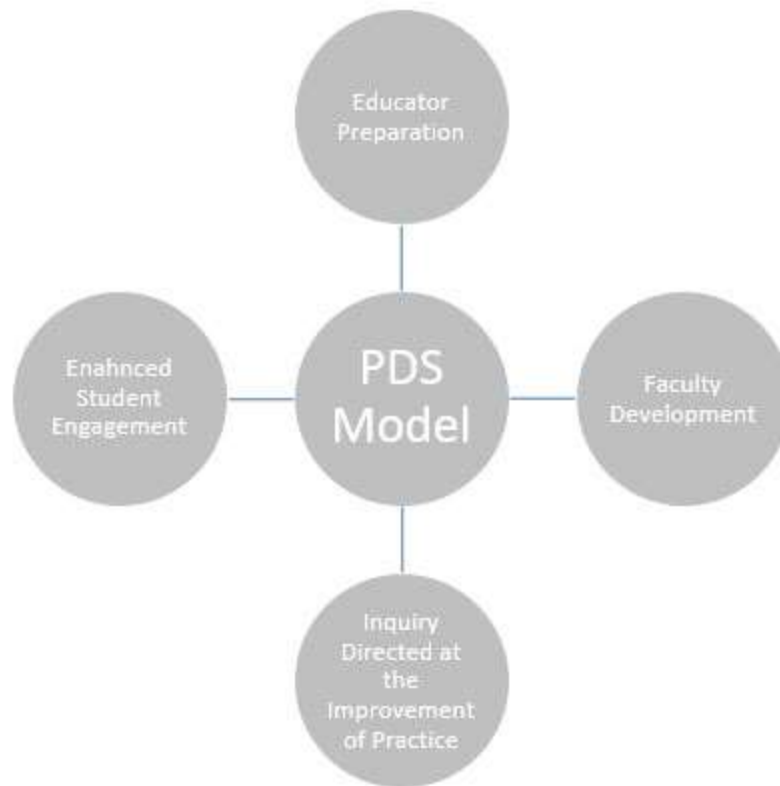 Educator
Preparation
Enahnced
Student
Engagement
PDS
Model
Faculty
Development
Inquiry
Directed at
the
Improvement
of Practice